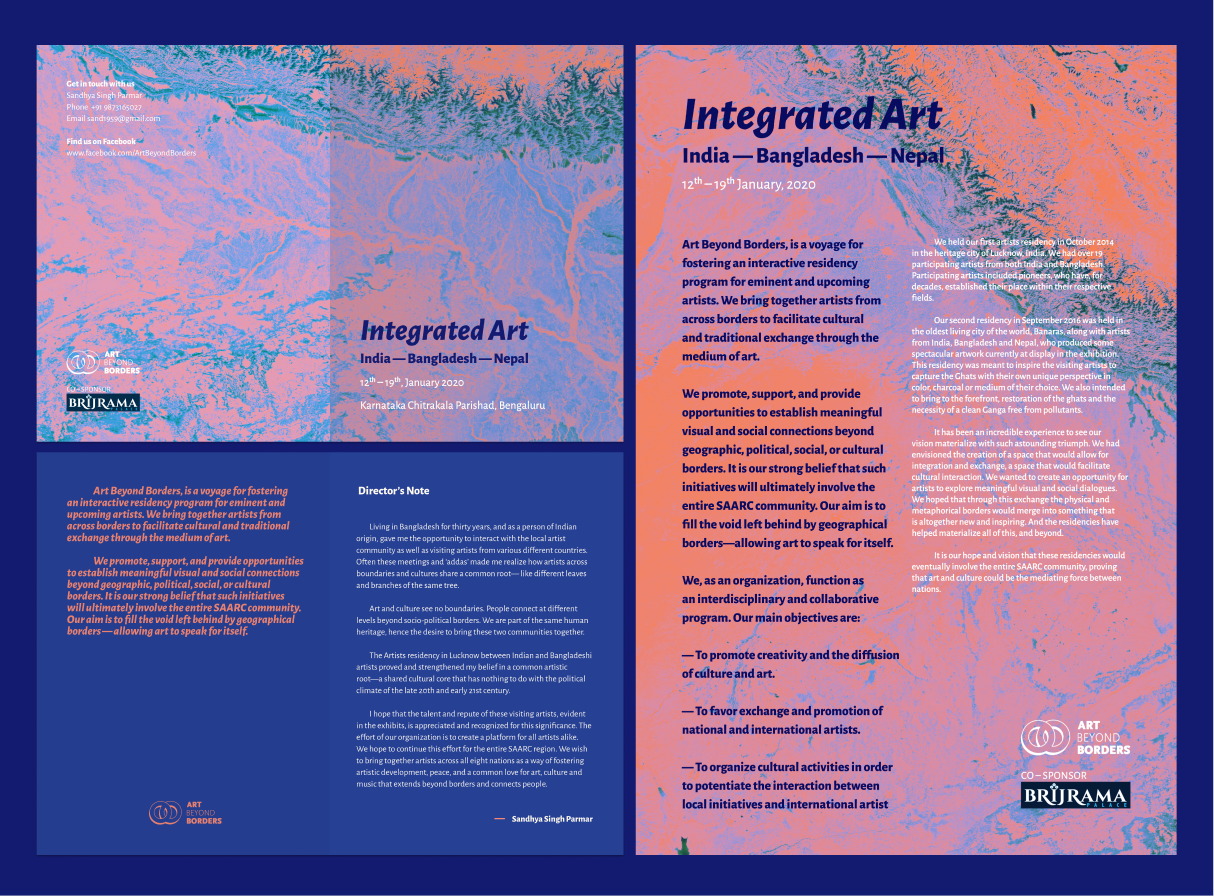 Get in touch with us
Sandhya Singh Parmar
Phone +91 9873165027
Email sandr959@gmail.com
Find us on Facebook
www.facebook.com/ArtBeyondBorders
ART
BEYOND
BORDERS
CO – SPONSOR
BRIJRAMA
Integrated Art
India — Bangladesh — Nepal
12th – 19th, January 2020
Karnataka Chitrakala Parishad, Bengaluru
Art Beyond Borders, is a voyage for fostering
an interactive residency program for eminent and
upcoming artists. We bring together artists from
across borders to facilitate cultural and traditional
exchange through the medium of art.
We promote, support, and provide opportunities
to establish meaningful visual and social connections
beyond geographic, political, social, or cultural
borders. It is our strong belief that such initiatives
will ultimately involve the entire SAARC community.
Our aim is to fill the void left behind by geographical
borders — allowing art to speak for itself.
ART
BEYOND
BORDERS
Director's Note
Living in Bangladesh for thirty years, and as a person of Indian
origin, gave me the opportunity to interact with the local artist
community as well as visiting artists from various different countries.
Often these meetings and 'addas' made me realize how artists across
boundaries and cultures share a common root— like different leaves
and branches of the same tree.
Art and culture see no boundaries. People connect at different
levels beyond socio-political borders. We are part of the same human
heritage, hence the desire to bring these two communities together.
The Artists residency in Lucknow between Indian and Bangladeshi
artists proved and strengthened my belief in a common artistic
root—a shared cultural core that has nothing to do with the political
climate of the late 20th and early 21st century.
I hope that the talent and repute of these visiting artists, evident
in the exhibits, is appreciated and recognized for this significance. The
effort of our organization is to create a platform for all artists alike.
We hope to continue this effort for the entire SAARC region. We wish
to bring together artists across all eight nations as a way of fostering
artistic development, peace, and a common love for art, culture and
music that extends beyond borders and connects people.
— Sandhya Singh Parmar
Integrated Art
India — Bangladesh — Nepal
12th – 19th January, 2020
Art Beyond Borders, is a voyage for
fostering an interactive residency
program for eminent and upcoming
artists. We bring together artists from
across borders to facilitate cultural
and traditional exchange through the
medium of art.
We promote, support, and provide
opportunities to establish meaningful
visual and social connections beyond
geographic, political, social, or cultural
borders. It is our strong belief that such
initiatives will ultimately involve the
entire SAARC community. Our aim is to
fill the void left behind by geographical
borders—allowing art to speak for itself.
We, as an organization, function as
an interdisciplinary and collaborative
program. Our main objectives are:
— To promote creativity and the diffusion
of culture and art.
— To favor exchange and promotion of
national and international artists.
— To organize cultural activities in order
to potentiate the interaction between
local initiatives and international artist
We held our first artists residency in October 2014
in the heritage city of Lucknow, India. We had over 19
participating artists from both India and Bangladesh.
Participating artists included pioneers, who have, for
decades, established their place within their respective
fields.
Our second residency in September 2016 was held in
the oldest living city of the world, Banaras, along with artists
from India, Bangladesh and Nepal, who produced some
spectacular artwork currently at display in the exhibition.
This residency was meant to inspire the visiting artists to
capture the Ghats with their own unique perspective in
color, charcoal or medium of their choice. We also intended
to bring to the forefront, restoration of the ghats and the
necessity of a clean Ganga free from pollutants.
It has been an incredible experience to see our
vision materialize with such astounding triumph. We had
envisioned the creation of a space that would allow for
integration and exchange, a space that would facilitate
cultural interaction. We wanted to create an opportunity for
artists to explore meaningful visual and social dialogues.
We hoped that through this exchange the physical and
metaphorical borders would merge into something that
is altogether new and inspiring. And the residencies have
helped materialize all of this, and beyond.
It is our hope and vision that these residencies would
eventually involve the entire SAARC community, proving
that art and culture could be the mediating force between
nations.
ART
BEYOND
BORDERS
CO – SPONSOR
BRIJRAMA
PALACE